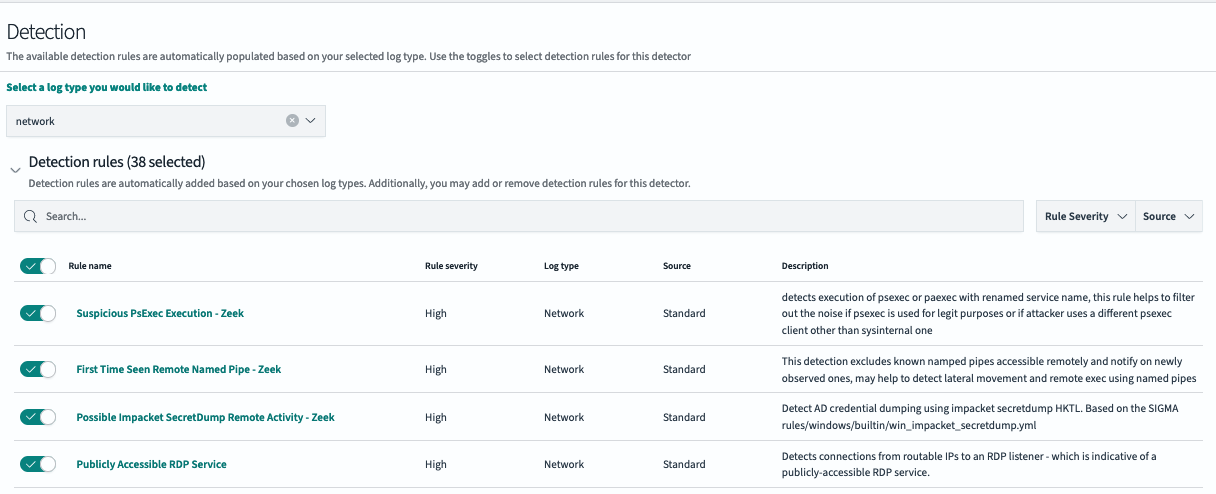 Detection
The available detection rules are automatically populated based on your selected log type. Use the toggles to select detection rules for this detector
Select a log type you would like to detect
network
Detection rules (38 selected)
Detection rules are automatically added based on your chosen log types. Additionally, you may add or remove detection rules for this detector.
Search... Rule Severity Source
Rule name Rule severity Log type Source Description
Suspicious PsExec Execution - Zeek High Network Standard
detects execution of psexec or paexec with renamed service name, this rule helps to filter
out the noise if psexec is used for legit purposes or if attacker uses a different psexec
client other than sysinternal one
First Time Seen Remote Named Pipe - Zeek High Network Standard
This detection excludes known namped pipes accessible remotely and notify on newly
observed ones, may help to detect lateral movement and remote exec using named pipes
Possible Impacket SecretDump Remote Activity - Zeek High Network Standard
Detect AD credential dumping using impacket secretdump HKTL. Based on the SIGMA
rules/windows/builtin/win_impacket_secretdump.yml
Publicly Accessible RDP Service High Network Standard
Detects connections from routable IPs to an RDP listener - which is indicative of a
publicly-accessible RDP service.